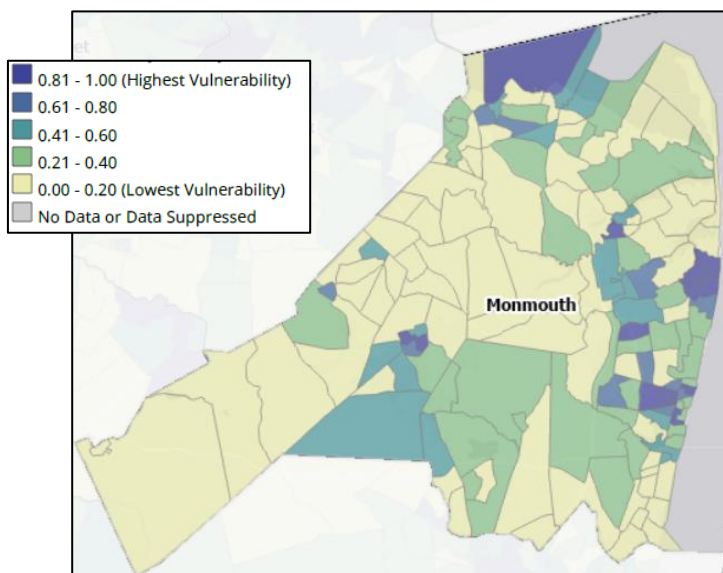 0.81 - 1.00 (Highest Vulnerability)
0.61 - 0.80
0.41 - 0.60
0.21 - 0.40
0.00 - 0.20 (Lowest Vulnerability)
No Data or Data Suppressed
Monmouth